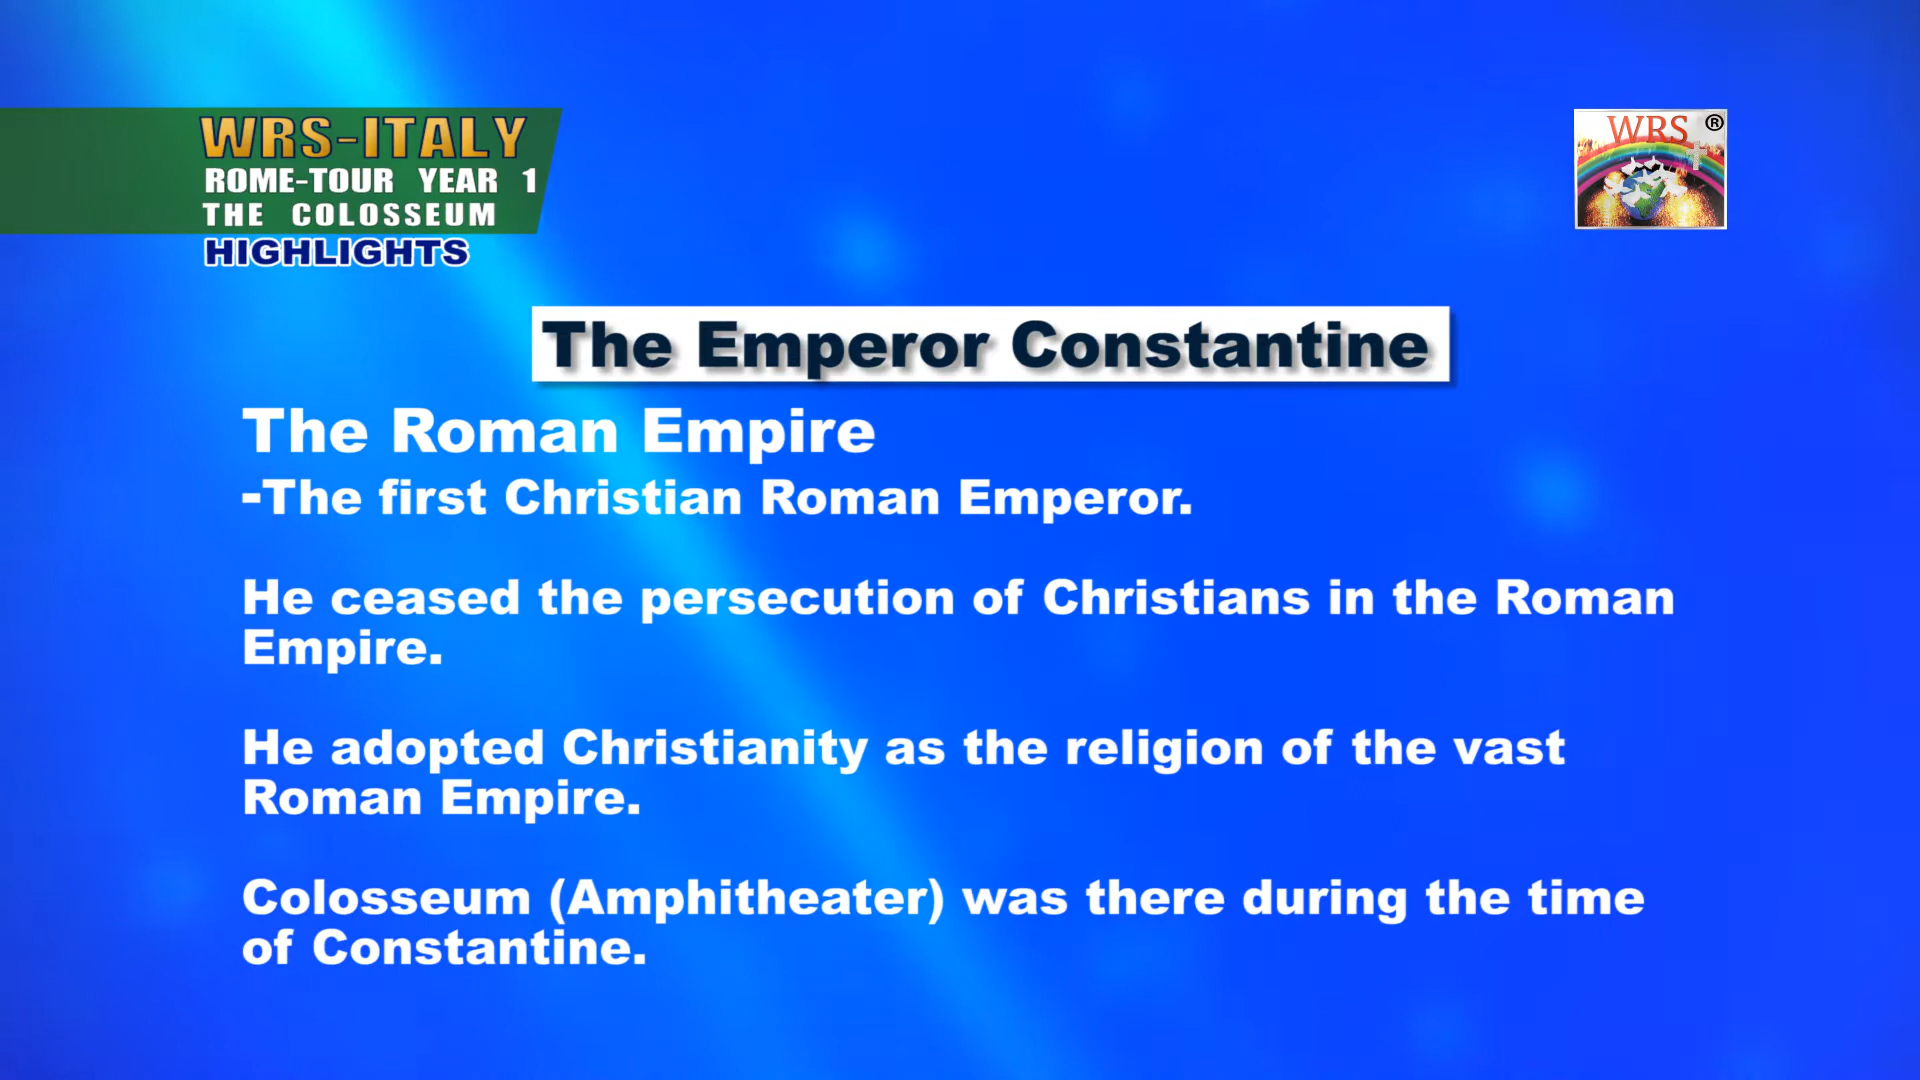 WRS-ITALY
ROME-TOUR YEAR 1
THE COLOSSEUM
HIGHLIGHTS
WRS ®
The Emperor Constantine
The Roman Empire
-The first Christian Roman Emperor.
He ceased the persecution of Christians in the Roman
Empire.
He adopted Christianity as the religion of the vast
Roman Empire.
Colosseum (Amphitheater) was there during the time
of Constantine.